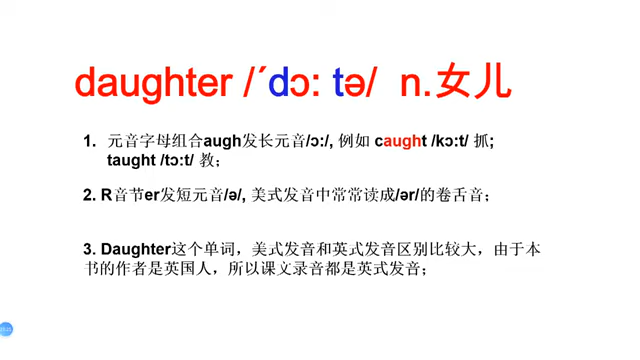 daughter /ˊdɔ: tə/ n.女儿
1. 元音字母组合augh发长元音/ɔ:/, 例如 caught /kɔ:t/ 抓;
taught /tɔ:t/ 教；
2. R音节er发短元音/ə/, 美式发音中常常读成/ər/的卷舌音；
3. Daughter这个单词，美式发音和英式发音区别比较大，由于本
书的作者是英国人，所以课文录音都是英式发音；